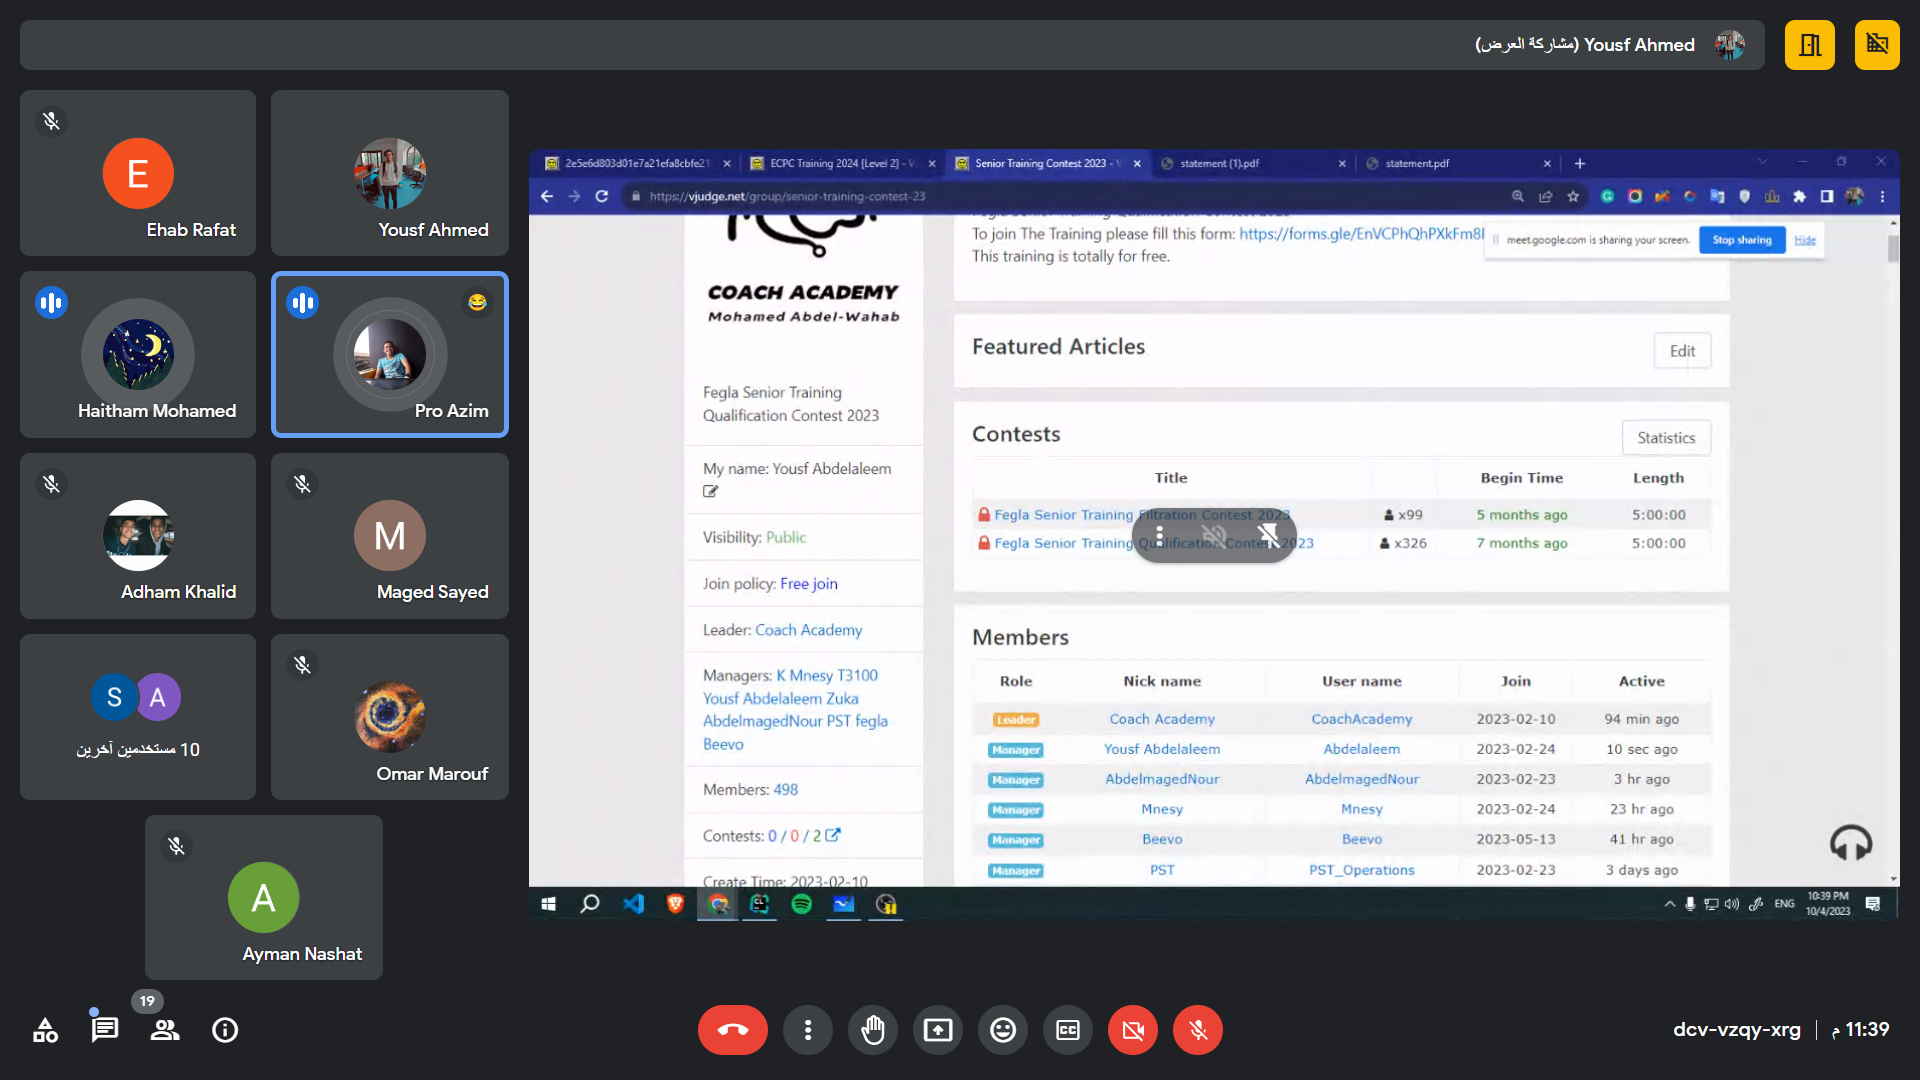 Yousf Ahmed (مشاركة العرض)
E
Ehab Rafat
Yousf Ahmed
Haitham Mohamed
Pro Azim
Adham Khalid
M
Maged Sayed
S A
10 مستخدمين آخرين
Omar Marouf
A
Ayman Nashat
2e5e6d803d01e7a21efa8cbfe21
ECPC Training 2024 [Level 2] - V
Senior Training Contest 2023 - V
statement (1).pdf
statement.pdf
https://vjudge.net/group/senior-training-contest-23
To join The Training please fill this form: https://forms.gle/EnVCPhQhPXkFm8
This training is totally for free.
meet.google.com is sharing your screen.
Stop sharing
Hide
COACH ACADEMY
Mohamed Abdel-Wahab
Fegla Senior Training
Qualification Contest 2023
My name: Yousf Abdelaleem
Visibility: Public
Join policy: Free join
Leader: Coach Academy
Managers: K Mnesy T3100
Yousf Abdelaleem Zuka
AbdelmagedNour PST fegla
Beevo
Members: 498
Contests: 0 / 0 / 2
Create Time: 2023-02-10
Featured Articles
Edit
Contests
Statistics
Title Begin Time Length
Fegla Senior Training Filtration Contest 2023 x99 5 months ago 5:00:00
Fegla Senior Training Qualification Contest 2023 x326 7 months ago 5:00:00
Members
Role Nick name User name Join Active
Leader Coach Academy CoachAcademy 2023-02-10 94 min ago
Manager Yousf Abdelaleem Abdelaleem 2023-02-24 10 sec ago
Manager AbdelmagedNour AbdelmagedNour 2023-02-23 3 hr ago
Manager Mnesy Mnesy 2023-02-24 23 hr ago
Manager Beevo Beevo 2023-05-13 41 hr ago
Manager PST PST_Operations 2023-02-23 3 days ago
ENG
10:39 PM
10/4/2023
19
CC
dcv-vzqy-xrg | 11:39 م